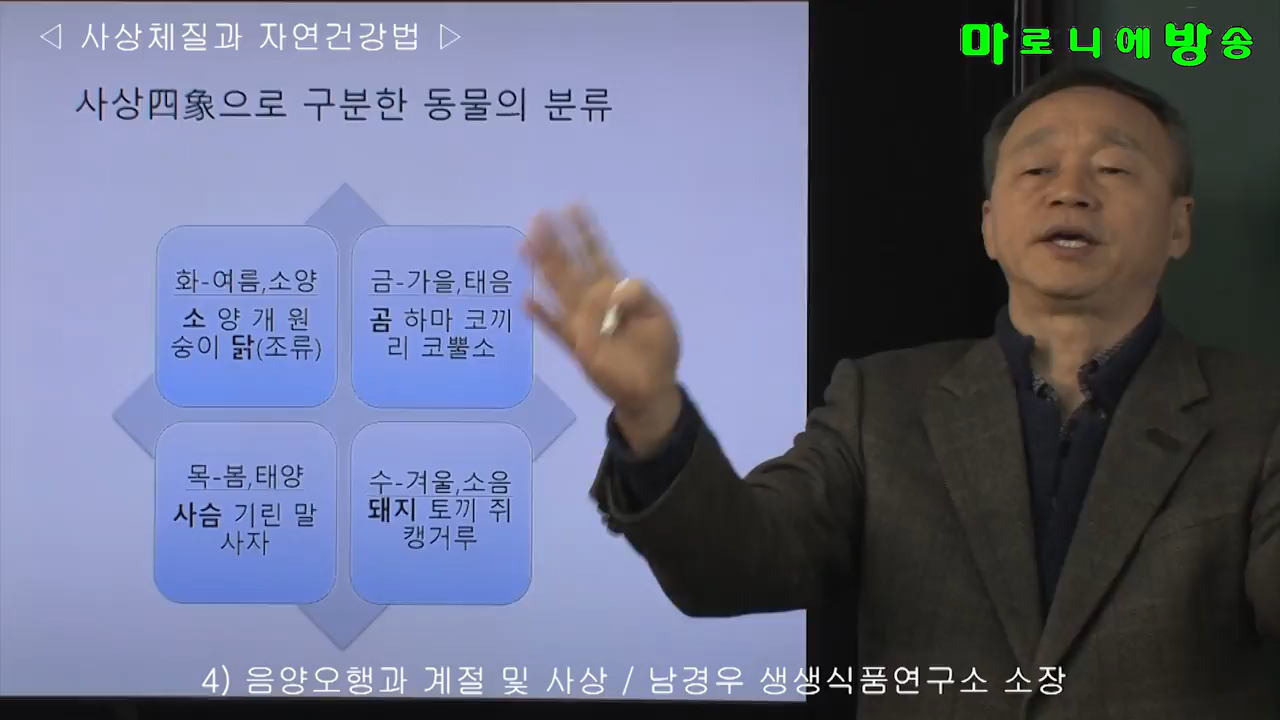 ◁ 사상체질과 자연건강법 ▷
마로니에방송
사상四象으로 구분한 동물의 분류
화-여름,소양
소 양 개 원
숭이 닭(조류)
금-가을,태음
곰 하마 코끼
리 코뿔소
목-봄,태양
사슴 기린 말
사자
수-겨울,소음
돼지 토끼 쥐
캥거루
4) 음양오행과 계절 및 사상 / 남경우 생생식품연구소 소장